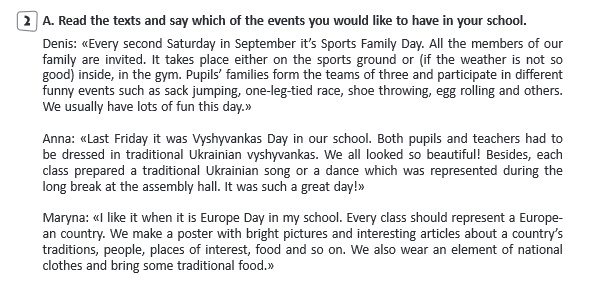 2 A. Read the texts and say which of the events you would like to have in your school.
Denis: «Every second Saturday in September it's Sports Family Day. All the members of our
family are invited. It takes place either on the sports ground or (if the weather is not so
good) inside, in the gym. Pupils' families form the teams of three and participate in different
funny events such as sack jumping, one-leg-tied race, shoe throwing, egg rolling and others.
We usually have lots of fun this day.»
Anna: «Last Friday it was Vyshyvankas Day in our school. Both pupils and teachers had to
be dressed in traditional Ukrainian vyshyvankas. We all looked so beautiful! Besides, each
class prepared a traditional Ukrainian song or a dance which was represented during the
long break at the assembly hall. It was such a great day!»
Maryna: «I like it when it is Europe Day in my school. Every class should represent a Europe-
an country. We make a poster with bright pictures and interesting articles about a country's
traditions, people, places of interest, food and so on. We also wear an element of national
clothes and bring some traditional food.»